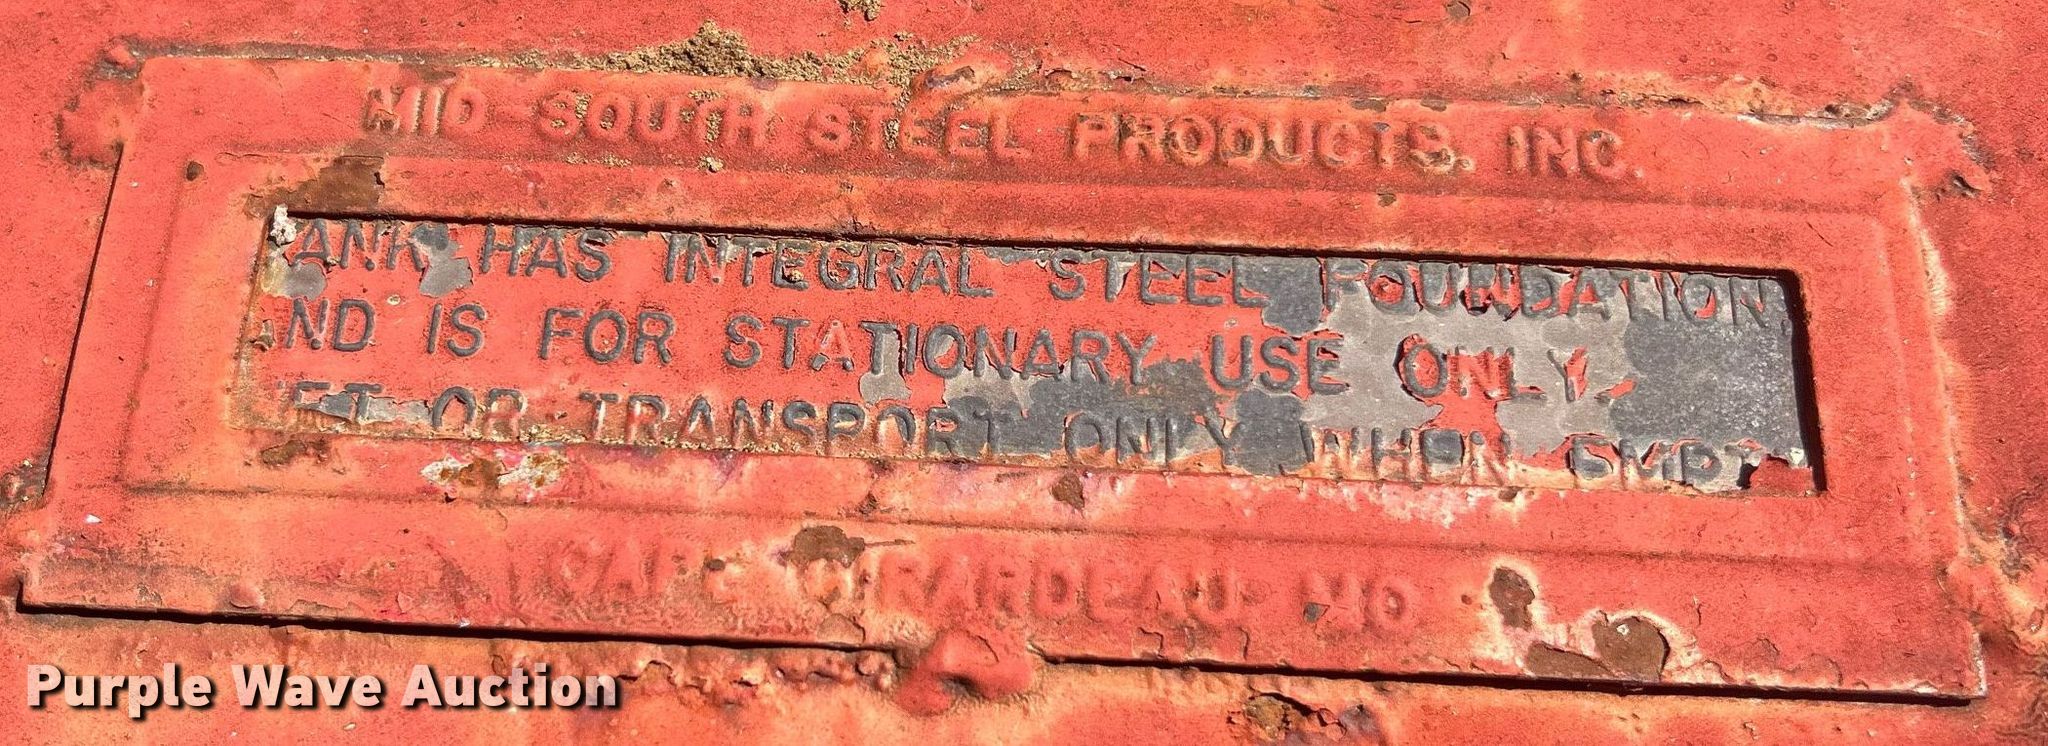 MID-SOUTH STEEL PRODUCTS, INC.
ANK HAS INTEGRAL STEEL FOUNDATION,
ND IS FOR STATIONARY USE ONLY.
OR TRANSPORT ONLY WHEN EMPT
CAPE GIRARDEAU MO
Purple Wave Auction